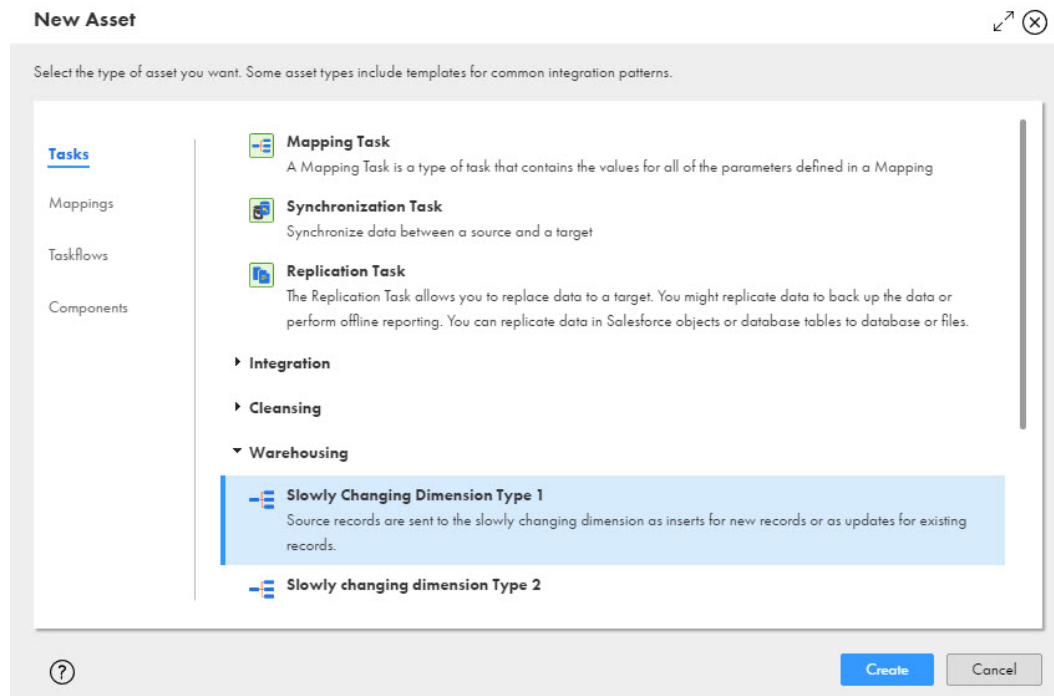 New Asset
Select the type of asset you want. Some asset types include templates for common integration patterns.
Tasks
Mappings
Taskflows
Components
Mapping Task
A Mapping Task is a type of task that contains the values for all of the parameters defined in a Mapping
Synchronization Task
Synchronize data between a source and a target
Replication Task
The Replication Task allows you to replace data to a target. You might replicate data to back up the data or
perform offline reporting. You can replicate data in Salesforce objects or database tables to database or files.
Integration
Cleansing
Warehousing
Slowly Changing Dimension Type 1
Source records are sent to the slowly changing dimension as inserts for new records or as updates for existing
records.
Slowly changing dimension Type 2
?
Create
Cancel